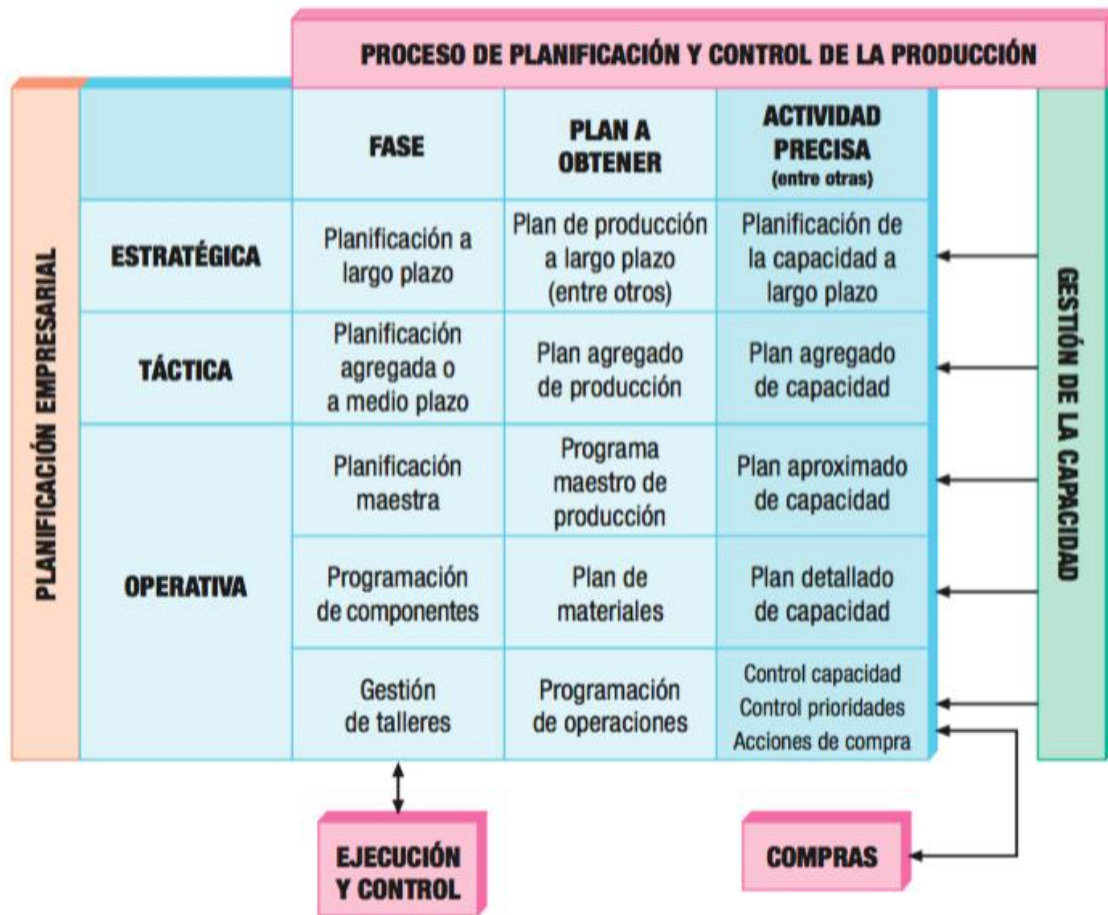 PROCESO DE PLANIFICACIÓN Y CONTROL DE LA PRODUCCIÓN
PLANIFICACIÓN EMPRESARIAL
FASE
PLAN A
OBTENER
ACTIVIDAD
PRECISA
(entre otras)
ESTRATÉGICA
Planificación a
largo plazo
Plan de producción
a largo plazo
(entre otros)
Planificación de
la capacidad a
largo plazo
TÁCTICA
Planificación
agregada o
a medio plazo
Plan agregado
de producción
Plan agregado
de capacidad
OPERATIVA
Planificación
maestra
Programa
maestro de
producción
Plan aproximado
de capacidad
Programación
de componentes
Plan de
materiales
Plan detallado
de capacidad
Gestión
de talleres
Programación
de operaciones
Control capacidad
Control prioridades
Acciones de compra
GESTIÓN DE LA CAPACIDAD
EJECUCIÓN
Y CONTROL
COMPRAS